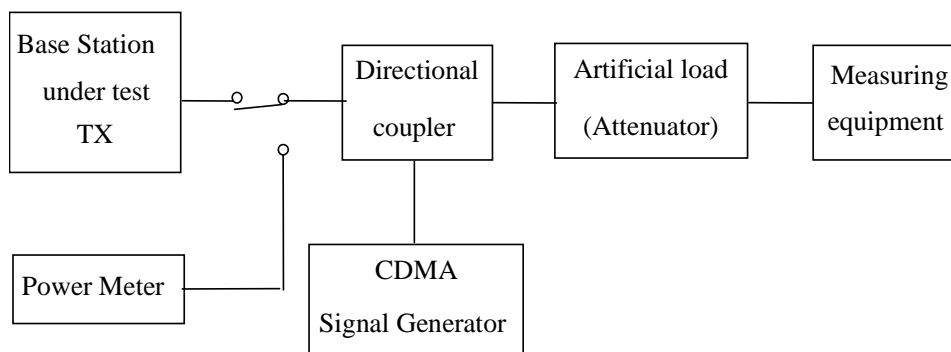 Base Station
under test
TX
Directional
coupler
Artificial load
(Attenuator)
Measuring
equipment
Power Meter
CDMA
Signal Generator